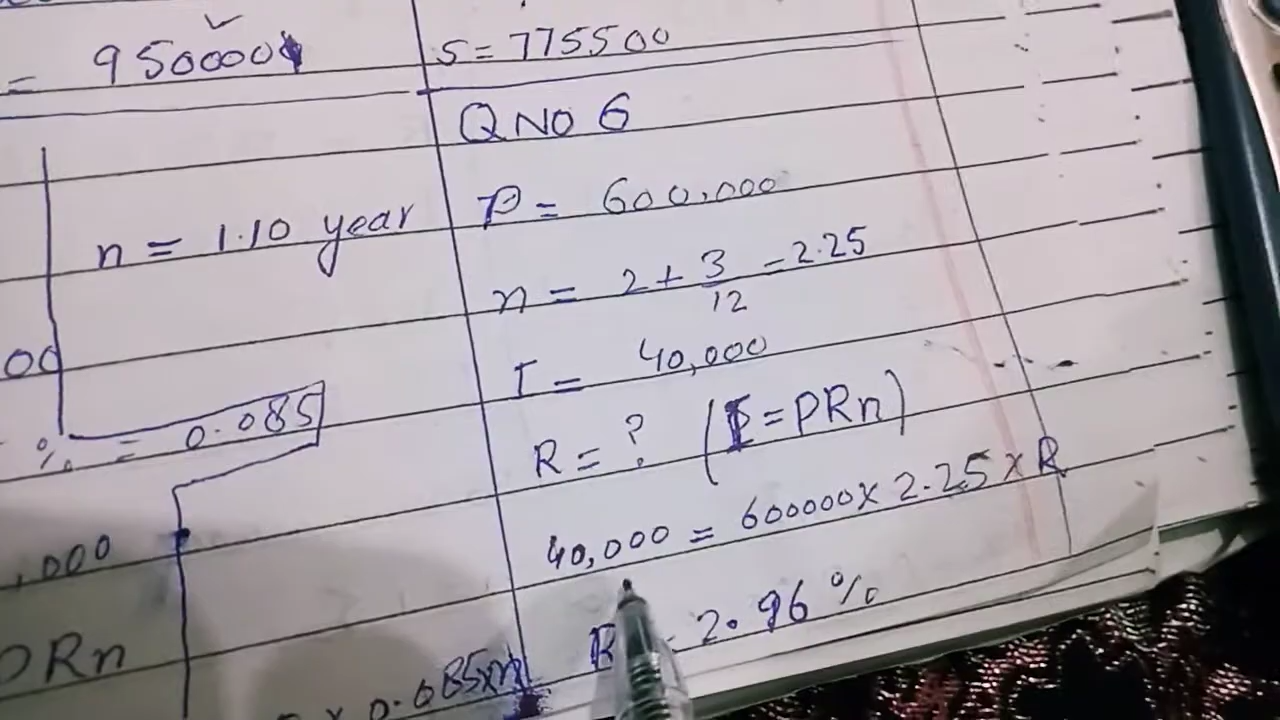 = 950000
n = 1.10 year
00
% = 0.085
,000
PRn
x 0.085xn
S = 775500
Q NO 6
P = 600,000
n = 2 + 3/12 = 2.25
I = 40,000
R = ? (I = PRn)
40,000 = 600000 x 2.25 x R
R 2.96 %